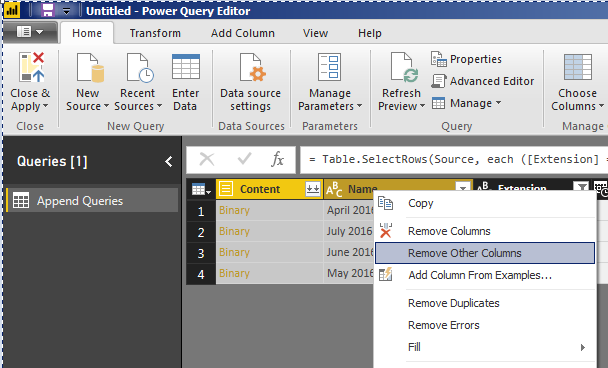 Untitled - Power Query Editor
Home Transform Add Column View Help
Close & Apply
New Source
Recent Sources
Enter Data
Data source settings
Manage Parameters
Refresh Preview
Properties
Advanced Editor
Manage
Choose Columns
Close
New Query
Data Sources
Parameters
Query
Manage
Queries [1]
= Table.SelectRows(Source, each ([Extension] =
Append Queries
Content ABC Name ABC Extension
1 Binary April 2016
2 Binary July 2016
3 Binary June 2016
4 Binary May 2016
Copy
Remove Columns
Remove Other Columns
Add Column From Examples...
Remove Duplicates
Remove Errors
Fill